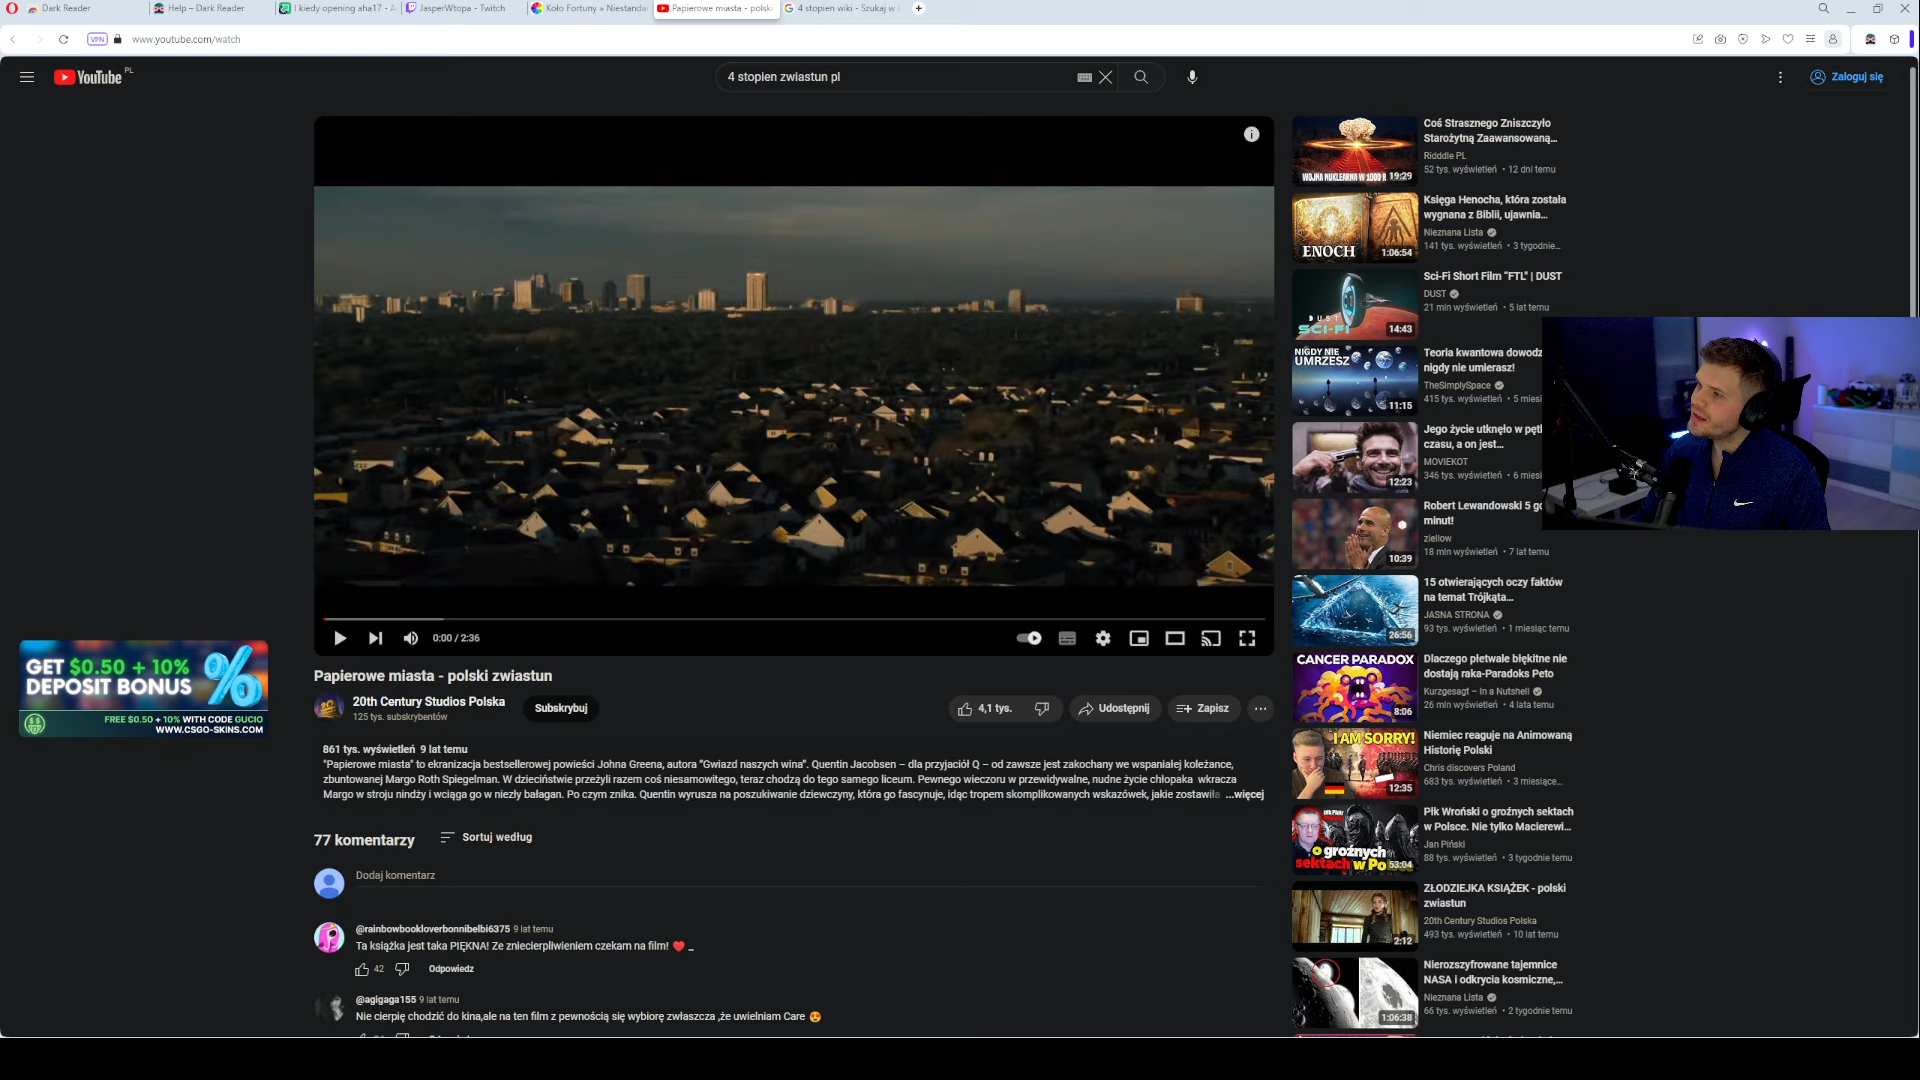 Dark Reader
Help – Dark Reader
I kiedy opening aha17 - A
JasperWtopa - Twitch
Koło Fortuny » Niestanda
Papierowe miasta - polsk
4 stopien wiki - Szukaj w G
VPN
www.youtube.com/watch
YouTube PL
4 stopien zwiastun pl
Zaloguj się
0:00 / 2:36
Papierowe miasta - polski zwiastun
20th Century Studios Polska
125 tys. subskrybentów
Subskrybuj
4,1 tys.
Udostępnij
Zapisz
861 tys. wyświetleń 9 lat temu
"Papierowe miasta" to ekranizacja bestsellerowej powieści Johna Greena, autora "Gwiazd naszych wina". Quentin Jacobsen – dla przyjaciół Q – od zawsze jest zakochany we wspaniałej koleżance,
zbuntowanej Margo Roth Spiegelman. W dzieciństwie przeżyli razem coś niesamowitego, teraz chodzą do tego samego liceum. Pewnego wieczoru w przewidywalne, nudne życie chłopaka wkracza
Margo w stroju nindży i wciąga go w niezły bałagan. Po czym znika. Quentin wyrusza na poszukiwanie dziewczyny, która go fascynuje, idąc tropem skomplikowanych wskazówek, jakie zostawiła ...więcej
77 komentarzy
Sortuj według
Dodaj komentarz
@rainbowbookloverbonnibelbi6375 9 lat temu
Ta książka jest taka PIĘKNA! Ze zniecierpliwieniem czekam na film! ❤️ _
42
Odpowiedz
@agigaga155 9 lat temu
Nie cierpię chodzić do kina,ale na ten film z pewnością się wybiorę zwłaszcza ,że uwielniam Care 😍
GET $0.50 + 10%
DEPOSIT BONUS
%
FREE $0.50 + 10% WITH CODE GUCIO
WWW.CSGO-SKINS.COM
WOJNA NUKLEARNA W 1000 R
19:29
Coś Strasznego Zniszczyło
Starożytną Zaawansowaną...
Ridddle PL
52 tys. wyświetleń • 12 dni temu
ENOCH
1:06:54
Księga Henocha, która została
wygnana z Biblii, ujawnia...
Nieznana Lista
141 tys. wyświetleń • 3 tygodnie...
DUST
SCI-FI
14:43
Sci-Fi Short Film "FTL" | DUST
DUST
21 mln wyświetleń • 5 lat temu
NIGDY NIE
UMRZESZ
11:15
Teoria kwantowa dowodz
nigdy nie umierasz!
TheSimplySpace
415 tys. wyświetleń • 5 miesi
12:23
Jego życie utknęło w pętl
czasu, a on jest...
MOVIEKOT
346 tys. wyświetleń • 6 miesi
10:39
Robert Lewandowski 5 go
minut!
ziellow
18 mln wyświetleń • 7 lat temu
26:56
15 otwierających oczy faktów
na temat Trójkąta...
JASNA STRONA
93 tys. wyświetleń • 1 miesiąc temu
CANCER PARADOX
8:06
Dlaczego płetwale błękitne nie
dostają raka-Paradoks Peto
Kurzgesagt – In a Nutshell
26 mln wyświetleń • 4 lata temu
I AM SORRY!
12:35
Niemiec reaguje na Animowaną
Historię Polski
Chris discovers Poland
683 tys. wyświetleń • 3 miesiące...
o groźnych
sektach w Po
53:04
Płk Wroński o groźnych sektach
w Polsce. Nie tylko Macierewi...
Jan Piński
88 tys. wyświetleń • 3 tygodnie temu
2:12
ZŁODZIEJKA KSIĄŻEK - polski
zwiastun
20th Century Studios Polska
493 tys. wyświetleń • 10 lat temu
1:06:38
Nierozszyfrowane tajemnice
NASA i odkrycia kosmiczne,...
Nieznana Lista
66 tys. wyświetleń • 2 tygodnie temu